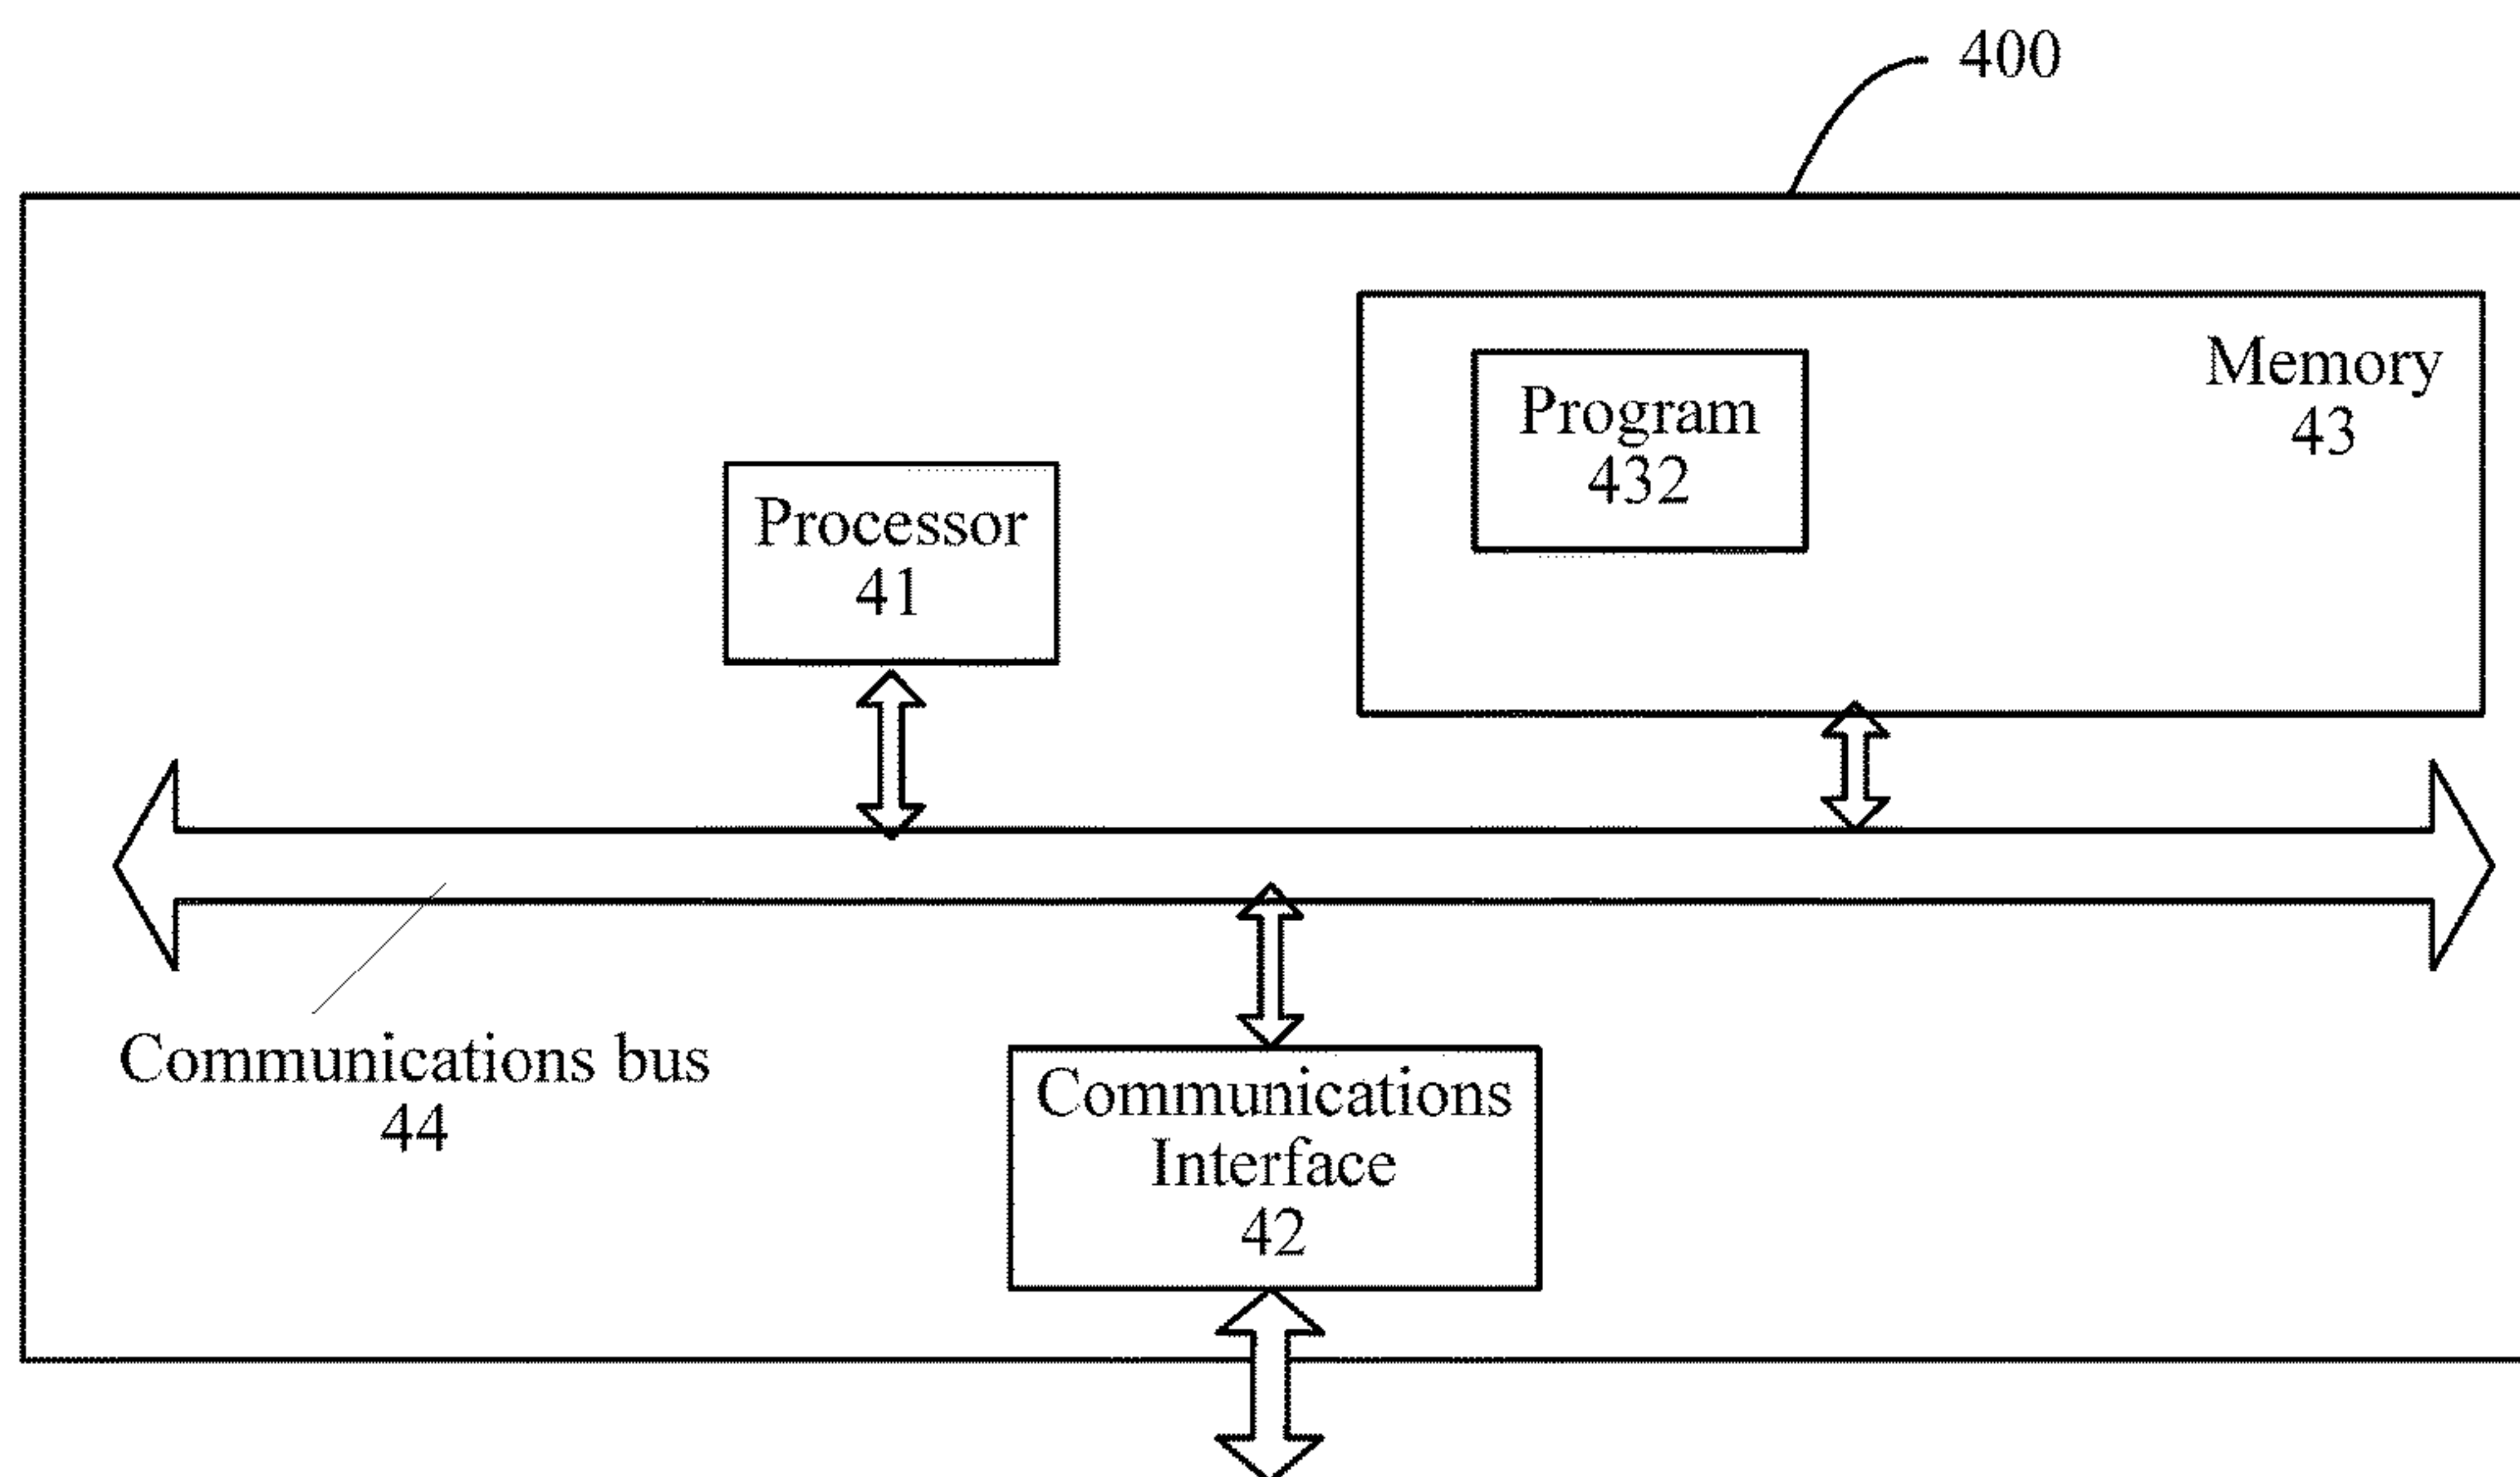 400
Memory
43
Program
432
Processor
41
Communications bus
44
Communications
Interface
42